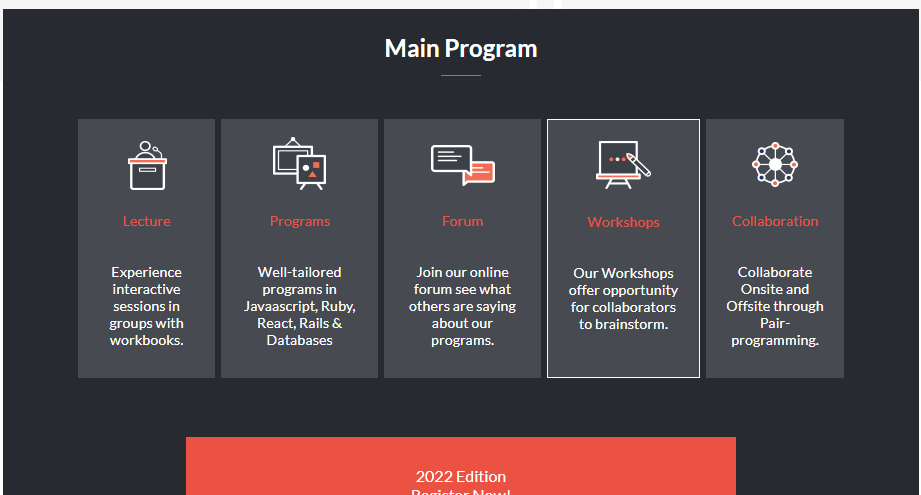 Main Program
Lecture
Experience
interactive
sessions in
groups with
workbooks.
Programs
Well-tailored
programs in
Javaascript, Ruby,
React, Rails &
Databases
Forum
Join our online
forum see what
others are saying
about our
programs.
Workshops
Our Workshops
offer opportunity
for collaborators
to brainstorm.
Collaboration
Collaborate
Onsite and
Offsite through
Pair-
programming.
2022 Edition
Register Now!